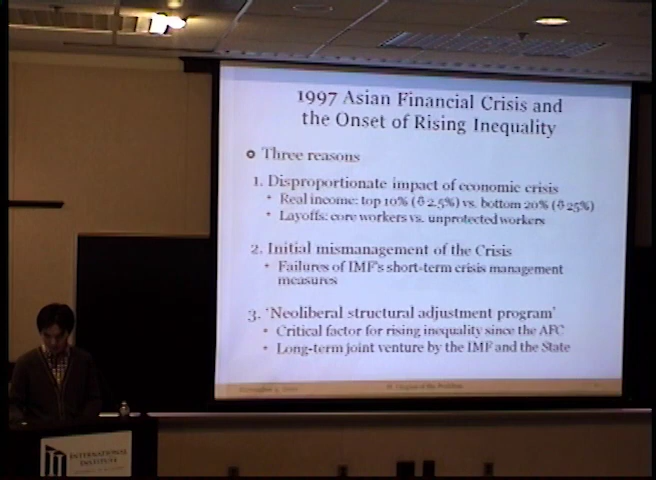 1997 Asian Financial Crisis and
the Onset of Rising Inequality
Three reasons
1. Disproportionate impact of economic crisis
Real income: top 10% (⇩2.5%) vs. bottom 20% (⇩25%)
Layoffs: core workers vs. unprotected workers
2. Initial mismanagement of the Crisis
Failures of IMF's short-term crisis management
measures
3. 'Neoliberal structural adjustment program'
Critical factor for rising inequality since the AFC
Long-term joint venture by the IMF and the State
INTERNATIONAL
INSTITUTE